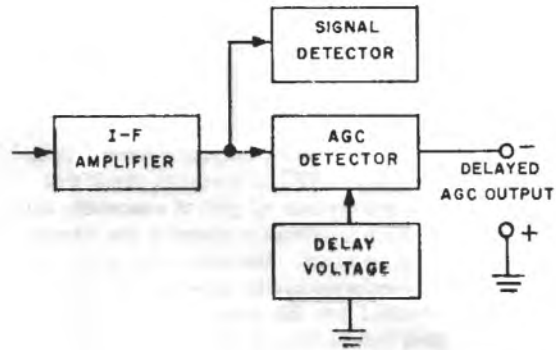 SIGNAL
DETECTOR
I-F
AMPLIFIER
AGC
DETECTOR
−
DELAYED
AGC OUTPUT
+
DELAY
VOLTAGE